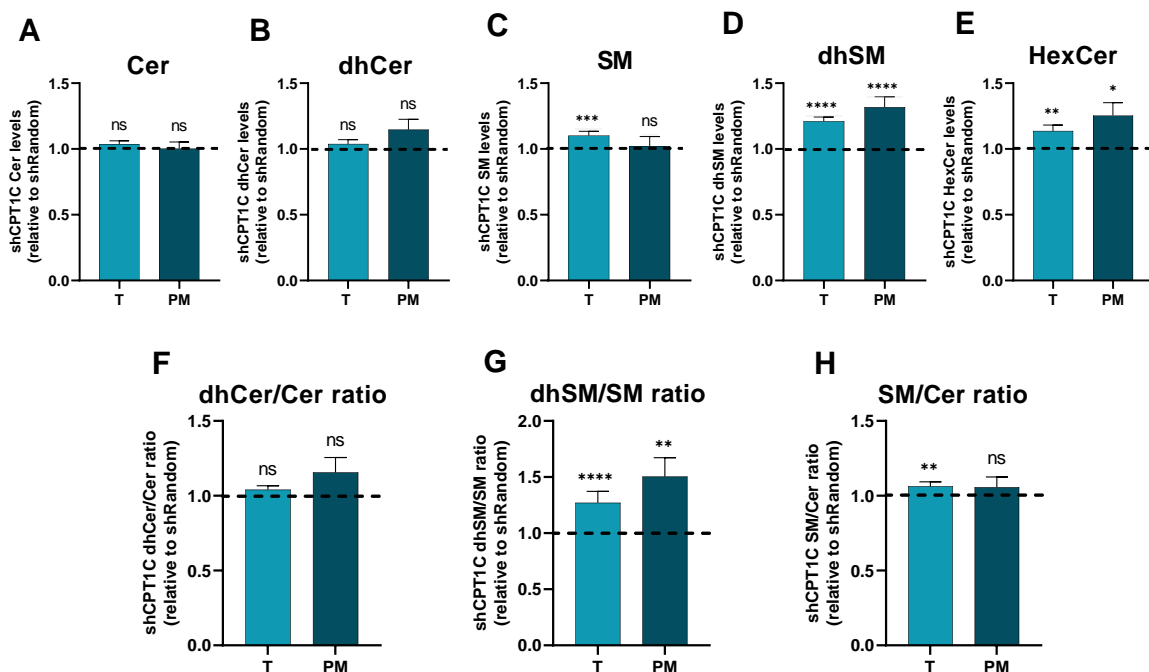 A
Cer
shCPT1C Cer levels
(relative to shRandom)
1.5
1.0
0.5
0.0
ns
ns
T
PM
B
dhCer
shCPT1C dhCer levels
(relative to shRandom)
1.5
1.0
0.5
0.0
ns
ns
T
PM
C
SM
shCPT1C SM levels
(relative to shRandom)
1.5
1.0
0.5
0.0
***
ns
T
PM
D
dhSM
shCPT1C dhSM levels
(relative to shRandom)
1.5
1.0
0.5
0.0
****
****
T
PM
E
HexCer
shCPT1C HexCer levels
(relative to shRandom)
1.5
1.0
0.5
0.0
**
*
T
PM
F
dhCer/Cer ratio
shCPT1C dhCer/Cer ratio
(relative to shRandom)
1.5
1.0
0.5
0.0
ns
ns
T
PM
G
dhSM/SM ratio
shCPT1C dhSM/SM ratio
(relative to shRandom)
2.0
1.5
1.0
0.5
0.0
****
**
T
PM
H
SM/Cer ratio
shCPT1C SM/Cer ratio
(relative to shRandom)
1.5
1.0
0.5
0.0
**
ns
T
PM